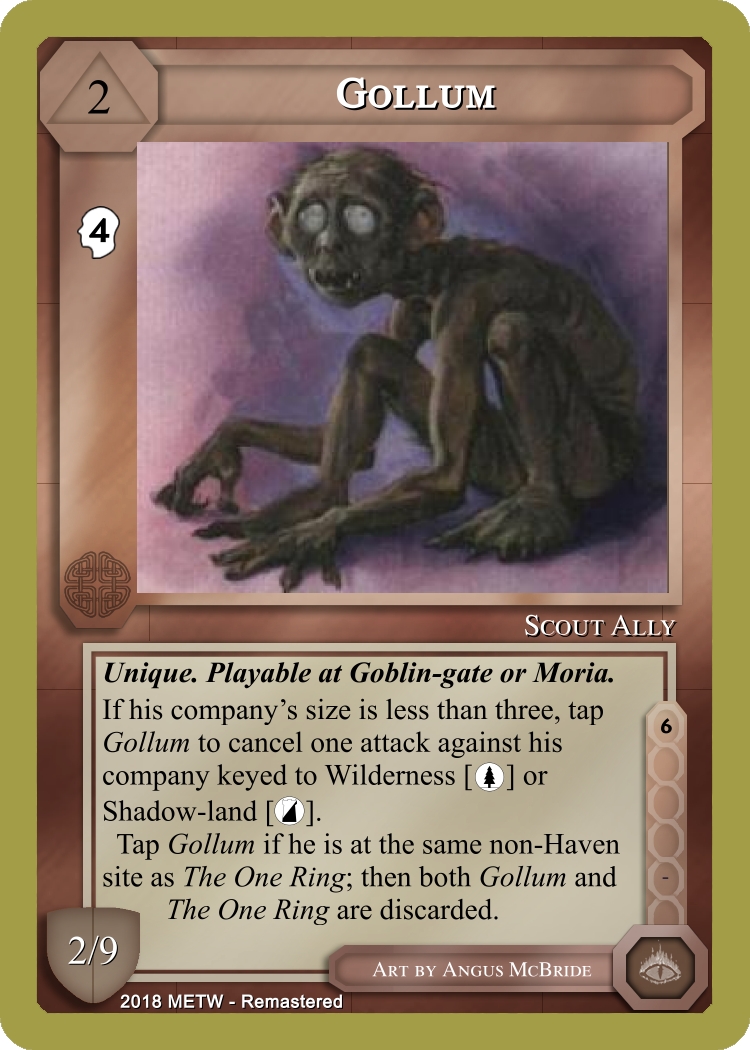 2
Gollum
4
Scout Ally
Unique. Playable at Goblin-gate or Moria.
If his company's size is less than three, tap
Gollum to cancel one attack against his
company keyed to Wilderness [ ] or
Shadow-land [ ].
Tap Gollum if he is at the same non-Haven
site as The One Ring; then both Gollum and
The One Ring are discarded.
6
-
2/9
Art by Angus McBride
2018 METW - Remastered